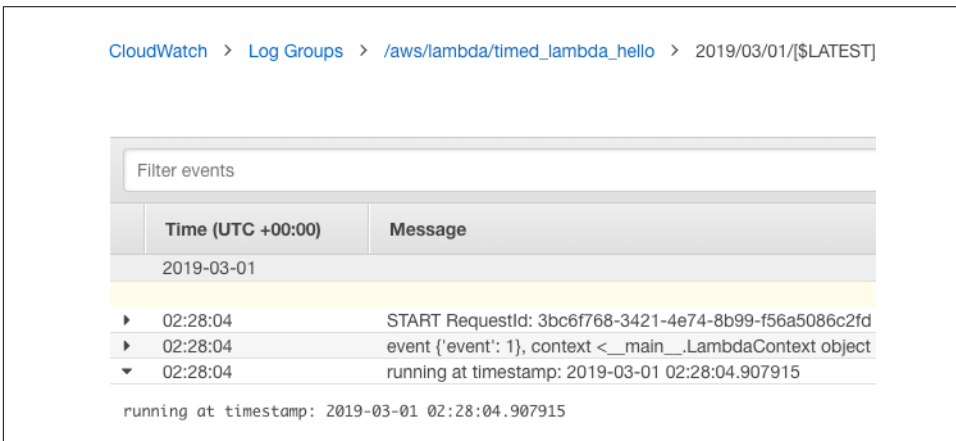 CloudWatch > Log Groups > /aws/lambda/timed_lambda_hello > 2019/03/01/[$LATEST]
Filter events
Time (UTC +00:00) Message
2019-03-01
02:28:04 START RequestId: 3bc6f768-3421-4e74-8b99-f56a5086c2fd
02:28:04 event {'event': 1}, context <__main__.LambdaContext object
02:28:04 running at timestamp: 2019-03-01 02:28:04.907915
running at timestamp: 2019-03-01 02:28:04.907915